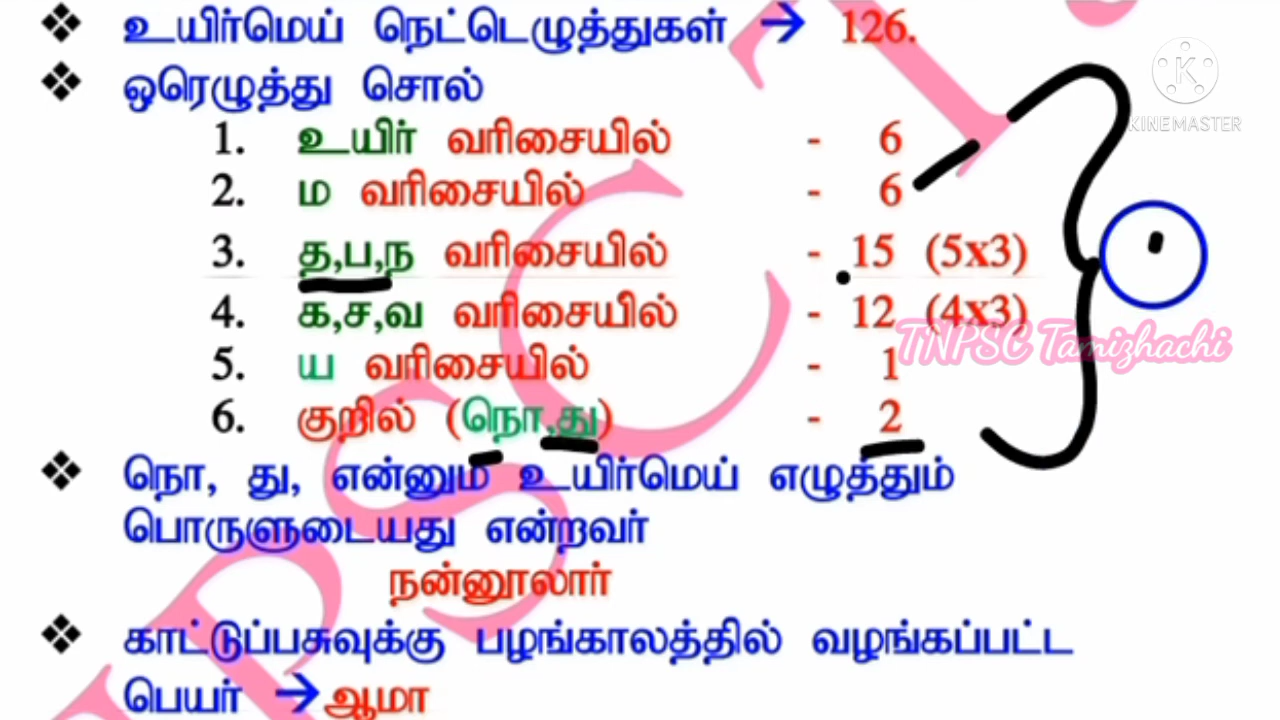 ❖ உயிர்மெய் நெட்டெழுத்துகள் → 126.
❖ ஒரெழுத்து சொல்
1. உயிர் வரிசையில் - 6
2. ம வரிசையில் - 6
3. த,ப,ந வரிசையில் - 15 (5x3)
4. க,ச,வ வரிசையில் - 12 (4x3)
5. ய வரிசையில் - 1
6. குறில் (நொ,து) - 2
❖ நொ, து, என்னும் உயிர்மெய் எழுத்தும்
பொருளுடையது என்றவர்
நன்னூலார்
❖ காட்டுப்பசுவுக்கு பழங்காலத்தில் வழங்கப்பட்ட
பெயர் → ஆமா
K
KINEMASTER
TNPSC Tamizhachi